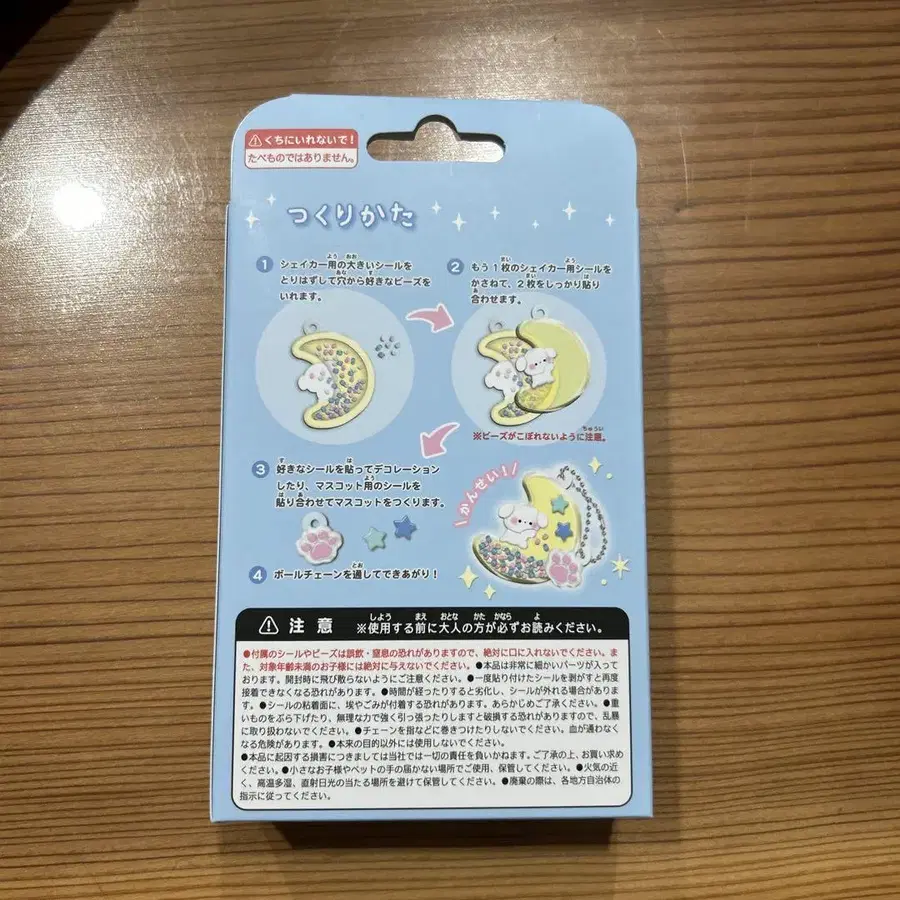 くちにいれないで！
たべものではありません。
つくりかた
1 シェイカー用の大きいシールを
とりはずして穴から好きなビーズを
いれます。
2 もう1枚のシェイカー用シールを
かさねて、2枚をしっかり貼り
合わせます。
※ビーズがこぼれないように注意。
3 好きなシールを貼ってデコレーション
したり、マスコット用のシールを
貼り合わせてマスコットをつくります。
かんせい！
4 ボールチェーンを通してできあがり！
注意 ※使用する前に大人の方が必ずお読みください。
●付属のシールやビーズは誤飲・窒息の恐れがありますので、絶対に口に入れないでください。ま
た、対象年齢未満のお子様には絶対に与えないでください。●本品は非常に細かいパーツが入って
おります。開封時に飛び散らないようにご注意ください。●一度貼り付けたシールを剥がすと再度
接着できなくなる恐れがあります。●時間が経ったりすると劣化し、シールが外れる場合がありま
す。●シールの粘着面に、埃やごみが付着する恐れがあります。あらかじめご了承ください。●重
いものをぶら下げたり、無理な力で強く引っ張ったりしますと破損する恐れがありますので、乱暴
に取り扱わないでください。●チェーンを指などに巻きつけたりしないでください。血が通わなく
なる危険があります。●本来の目的以外には使用しないでください。
●本品に起因する損害につきましては当社では一切の責任を負いかねます。ご了承の上、お買い求め
ください。●小さなお子様やペットの手の届かない場所でご使用、保管してください。●火気の近
く、高温多湿、直射日光の当たる場所を避けて保管してください。●廃棄の際は、各地方自治体の
指示に従ってください。